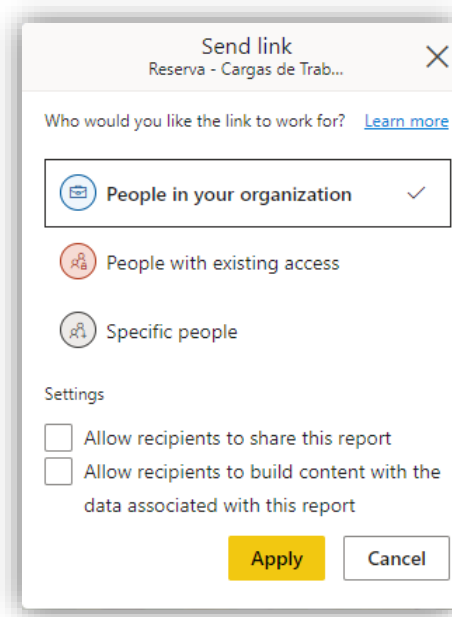 Send link
Reserva - Cargas de Trab...
Who would you like the link to work for? Learn more
People in your organization
People with existing access
Specific people
Settings
Allow recipients to share this report
Allow recipients to build content with the
data associated with this report
Apply Cancel